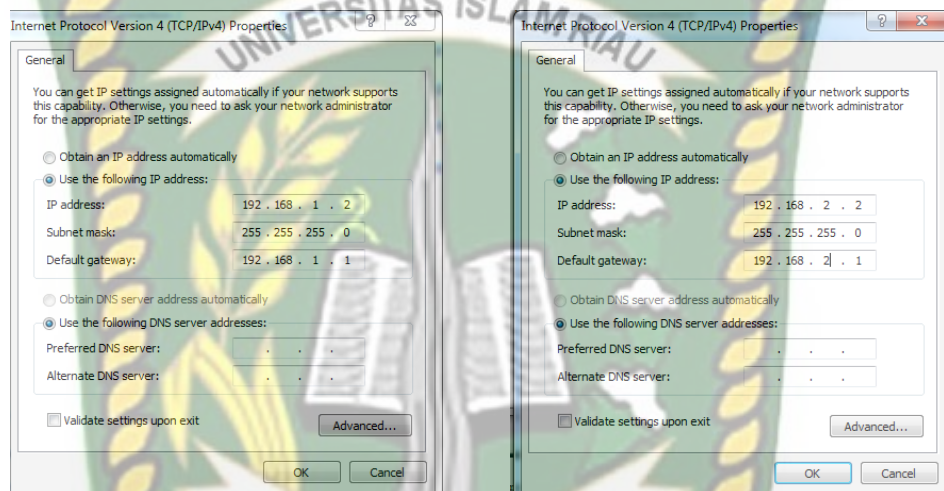 UNIVERSITAS ISLAM RIAU
Internet Protocol Version 4 (TCP/IPv4) Properties
General
You can get IP settings assigned automatically if your network supports
this capability. Otherwise, you need to ask your network administrator
for the appropriate IP settings.
Obtain an IP address automatically
Use the following IP address:
IP address: 192 . 168 . 1 . 2
Subnet mask: 255 . 255 . 255 . 0
Default gateway: 192 . 168 . 1 . 1
Obtain DNS server address automatically
Use the following DNS server addresses:
Preferred DNS server: . . .
Alternate DNS server: . . .
Validate settings upon exit
Advanced...
OK Cancel
Internet Protocol Version 4 (TCP/IPv4) Properties
General
You can get IP settings assigned automatically if your network supports
this capability. Otherwise, you need to ask your network administrator
for the appropriate IP settings.
Obtain an IP address automatically
Use the following IP address:
IP address: 192 . 168 . 2 . 2
Subnet mask: 255 . 255 . 255 . 0
Default gateway: 192 . 168 . 2 . 1
Obtain DNS server address automatically
Use the following DNS server addresses:
Preferred DNS server: . . .
Alternate DNS server: . . .
Validate settings upon exit
Advanced...
OK Cancel